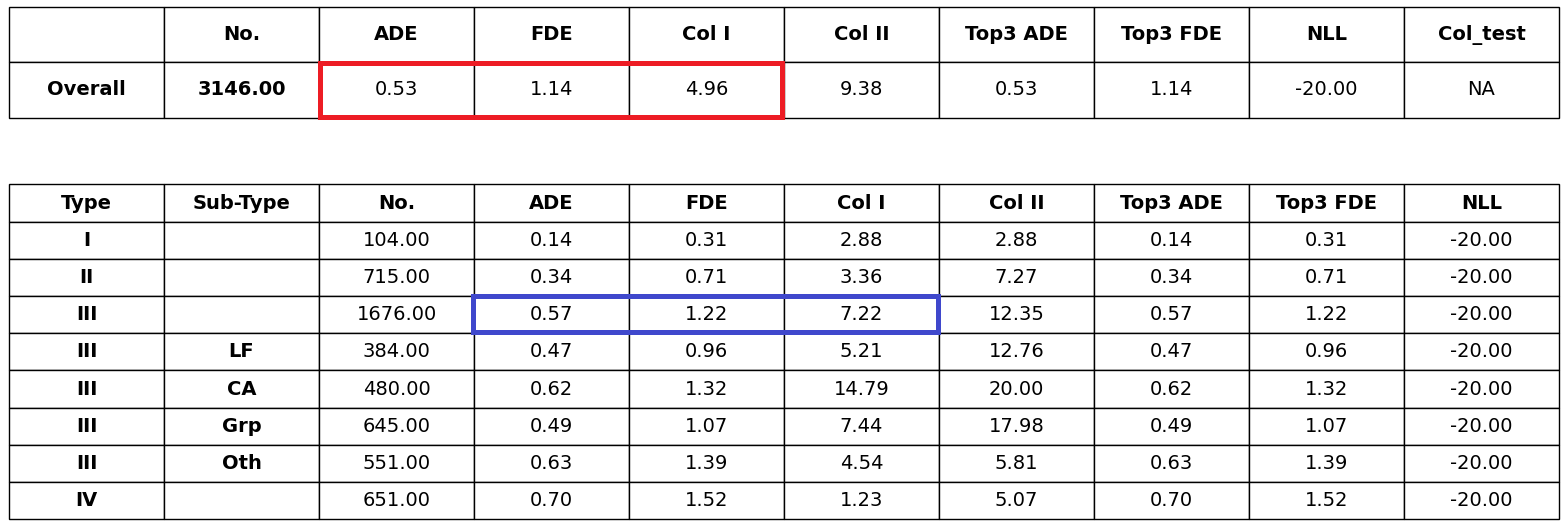 No. ADE FDE Col I Col II Top3 ADE Top3 FDE NLL Col_test
Overall 3146.00 0.53 1.14 4.96 9.38 0.53 1.14 -20.00 NA
Type Sub-Type No. ADE FDE Col I Col II Top3 ADE Top3 FDE NLL
I 104.00 0.14 0.31 2.88 2.88 0.14 0.31 -20.00
II 715.00 0.34 0.71 3.36 7.27 0.34 0.71 -20.00
III 1676.00 0.57 1.22 7.22 12.35 0.57 1.22 -20.00
III LF 384.00 0.47 0.96 5.21 12.76 0.47 0.96 -20.00
III CA 480.00 0.62 1.32 14.79 20.00 0.62 1.32 -20.00
III Grp 645.00 0.49 1.07 7.44 17.98 0.49 1.07 -20.00
III Oth 551.00 0.63 1.39 4.54 5.81 0.63 1.39 -20.00
IV 651.00 0.70 1.52 1.23 5.07 0.70 1.52 -20.00